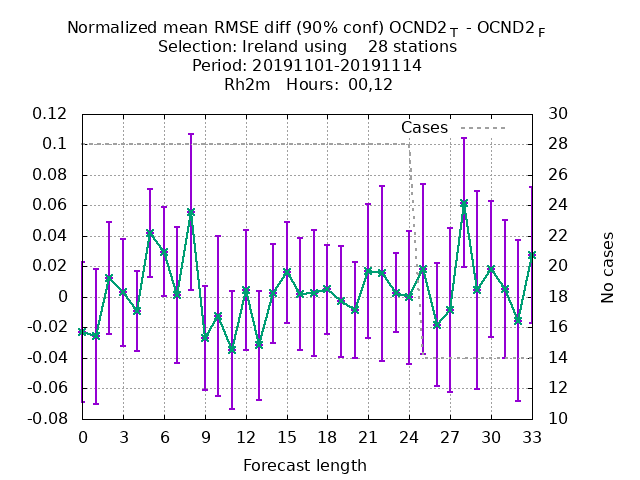 Normalized mean RMSE diff (90% conf) OCND2 T - OCND2 F
Selection: Ireland using 28 stations
Period: 20191101-20191114
Rh2m Hours: 00,12
Cases
0.12
0.1
0.08
0.06
0.04
0.02
0
-0.02
-0.04
-0.06
-0.08
30
28
26
24
22
20
18
16
14
12
10
No cases
0 3 6 9 12 15 18 21 24 27 30 33
Forecast length